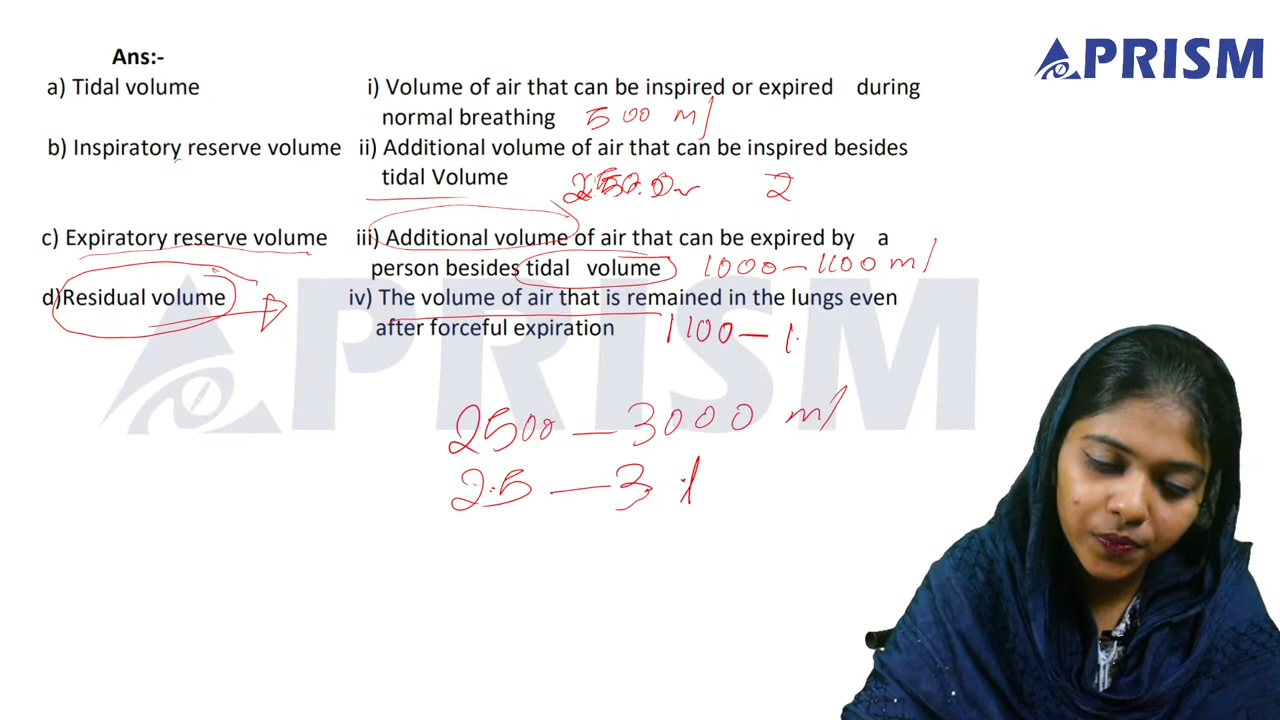 PRISM
Ans:-
a) Tidal volume i) Volume of air that can be inspired or expired during
normal breathing 500 ml
b) Inspiratory reserve volume ii) Additional volume of air that can be inspired besides
tidal Volume 2
c) Expiratory reserve volume iii) Additional volume of air that can be expired by a
person besides tidal volume 1000-1100 ml
d)Residual volume iv) The volume of air that is remained in the lungs even
after forceful expiration 1100-1
PRISM
2500-3000 ml
2.5-3 l